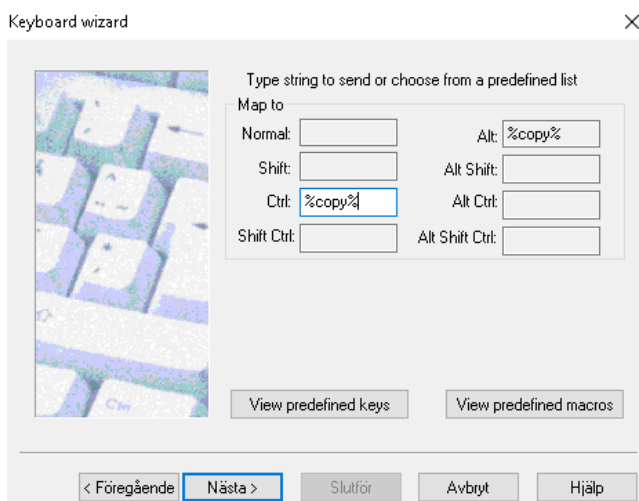 Keyboard wizard
Type string to send or choose from a predefined list
Map to
Normal:
Alt: %copy%
Shift:
Alt Shift:
Ctrl: %copy%
Alt Ctrl:
Shift Ctrl:
Alt Shift Ctrl:
Ctrl
View predefined keys
View predefined macros
< Föregående
Nästa >
Slutför
Avbryt
Hjälp